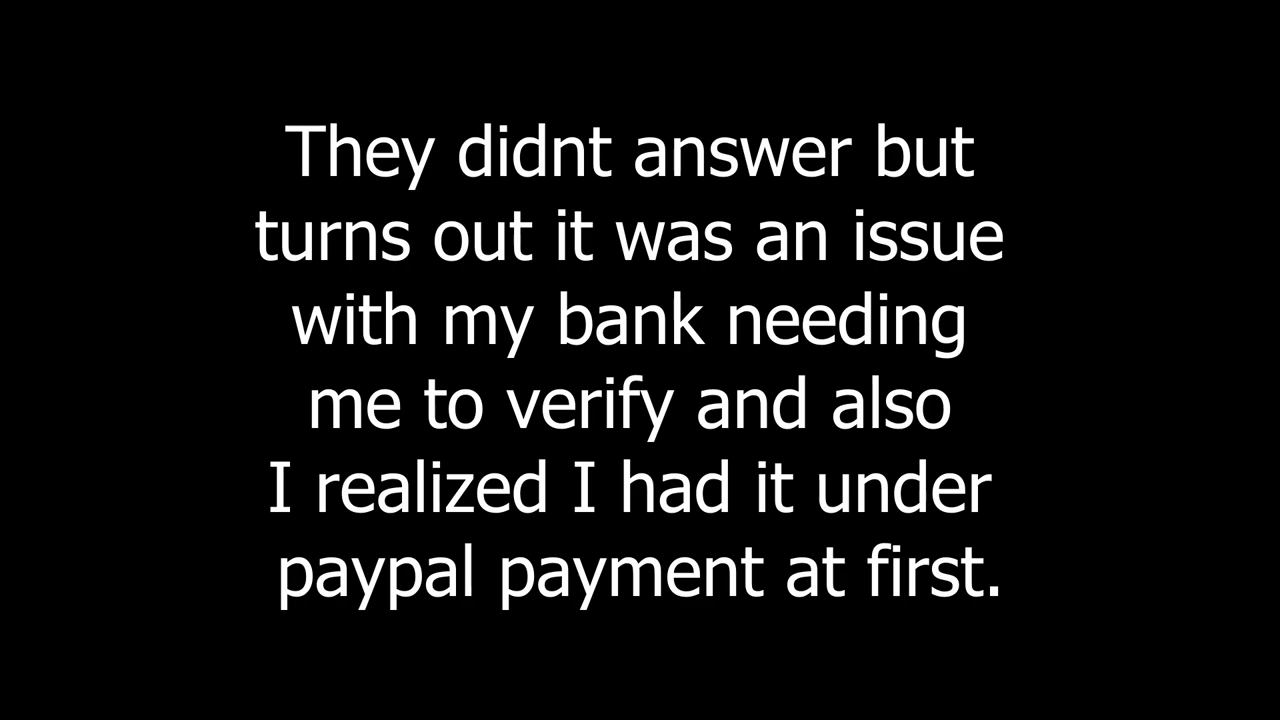 They didnt answer but
turns out it was an issue
with my bank needing
me to verify and also
I realized I had it under
paypal payment at first.